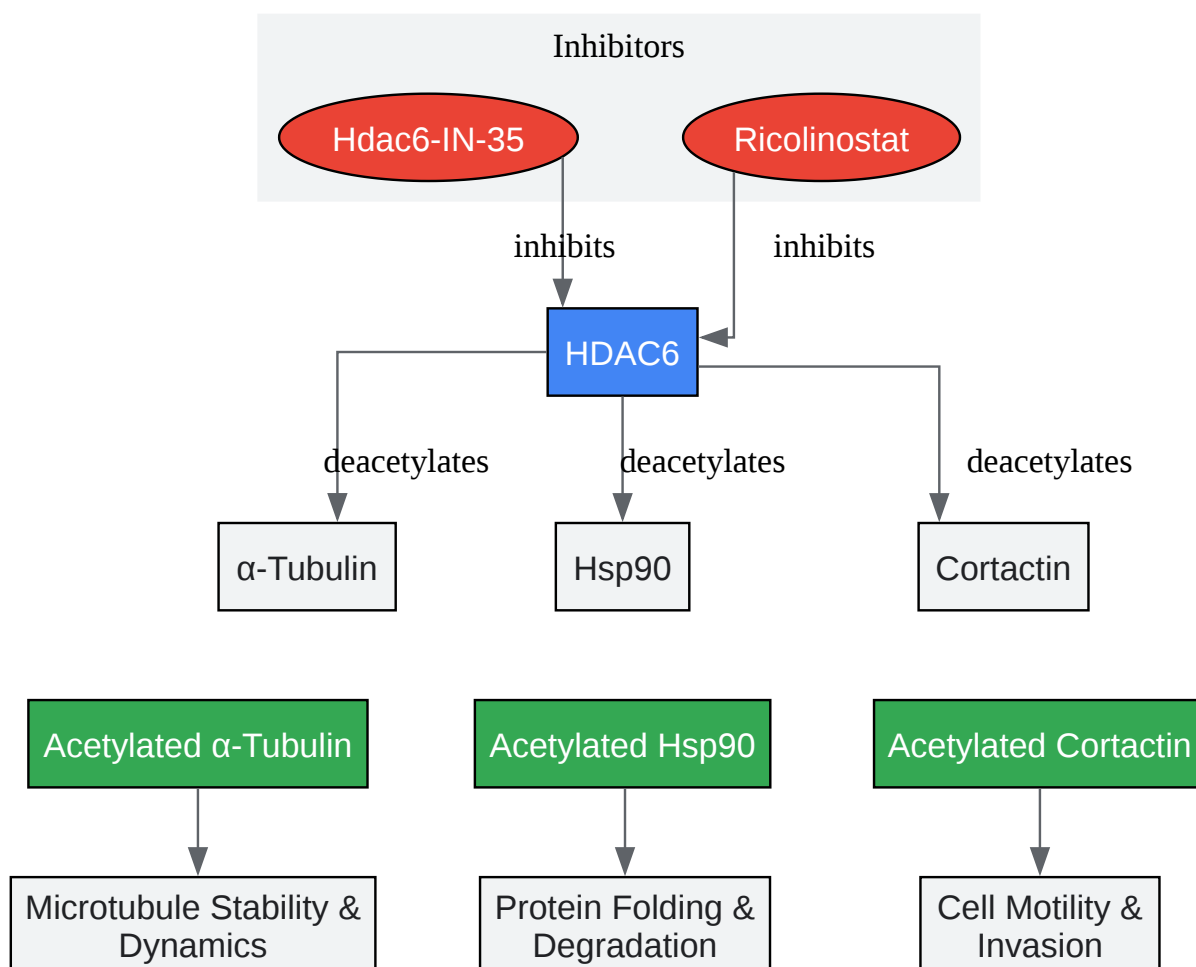 Inhibitors
Hdac6-IN-35
Ricolinostat
inhibits
inhibits
HDAC6
deacetylates
deacetylates
deacetylates
α-Tubulin
Hsp90
Cortactin
Acetylated α-Tubulin
Acetylated Hsp90
Acetylated Cortactin
Microtubule Stability &
Dynamics
Protein Folding &
Degradation
Cell Motility &
Invasion